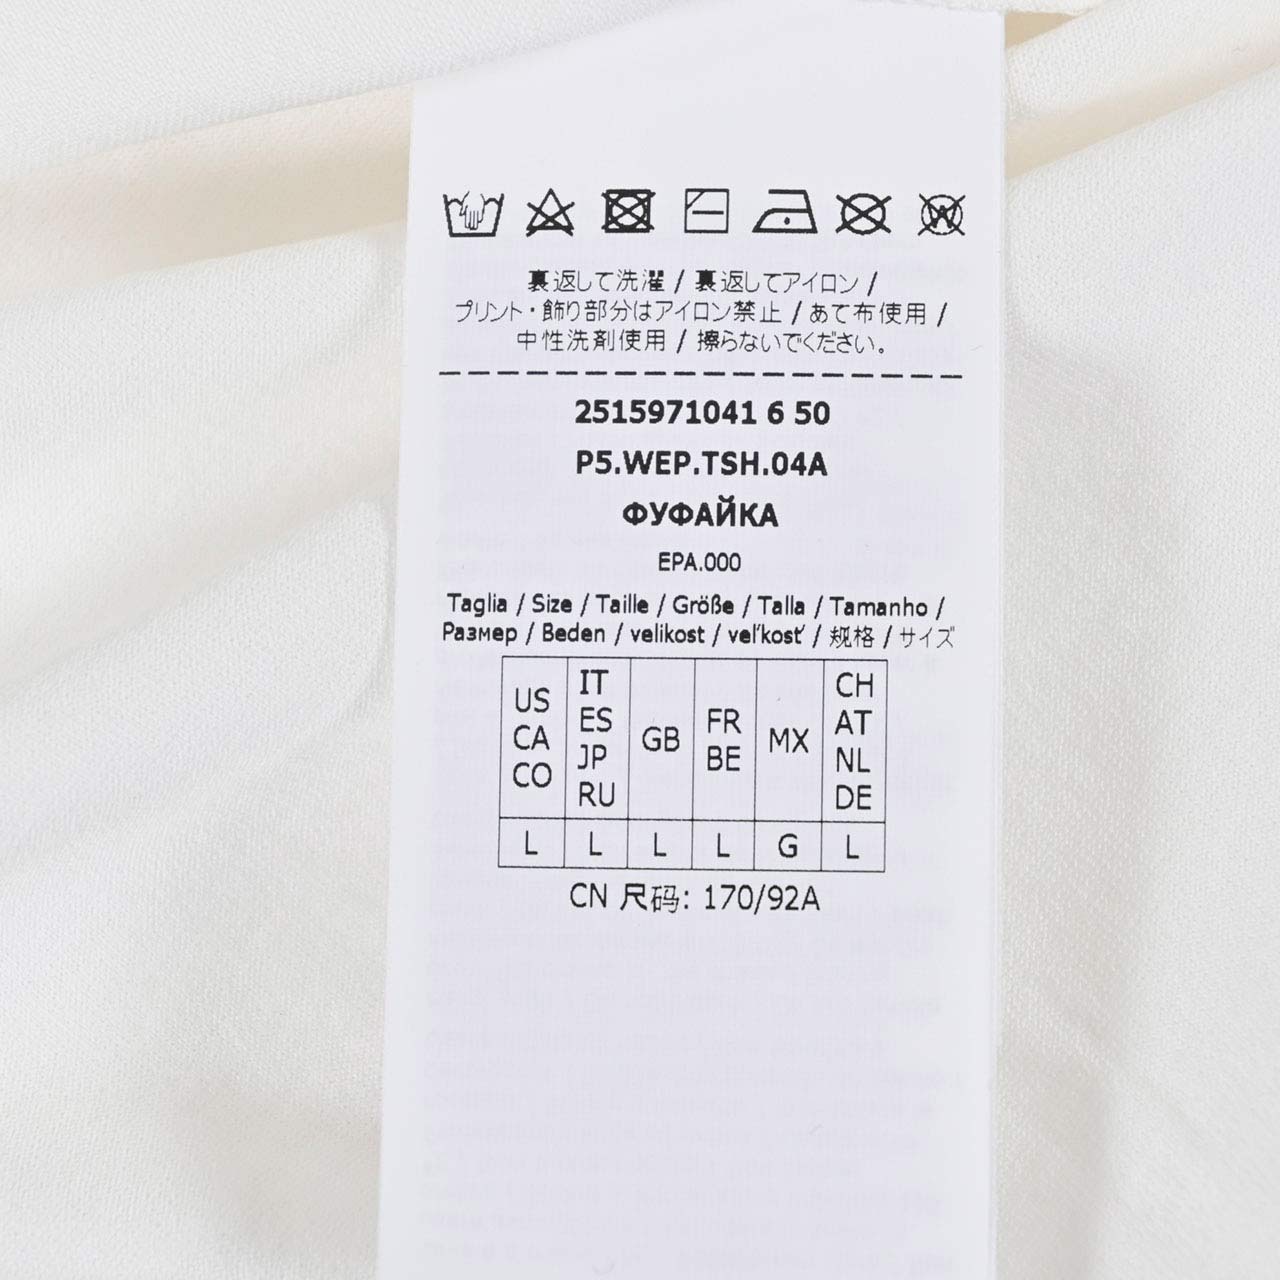 裏返して洗濯 / 裏返してアイロン /
プリント・飾り部分はアイロン禁止 / あて布使用 /
中性洗剤使用 / 擦らないでください。
2515971041 6 50
P5.WEP.TSH.04A
ФУФАЙКА
EPA.000
Taglia / Size / Taille / Größe / Talla / Tamanho /
Размер / Beden / velikost / veľkosť / 规格 / サイズ
US CA CO
IT ES JP RU
GB
FR BE
MX
CH AT NL DE
L L L L G L
CN 尺码: 170/92A